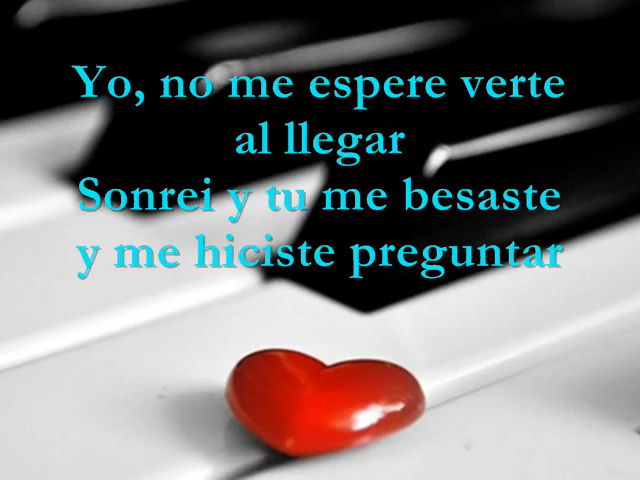 Yo, no me espere verte
al llegar
Sonrei y tu me besaste
y me hiciste preguntar